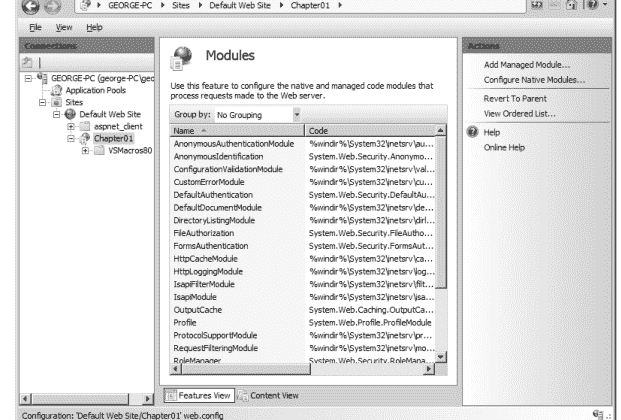 GEORGE-PC ▸ Sites ▸ Default Web Site ▸ Chapter01 ▸
File View Help
Connections
GEORGE-PC (george-PC\geo
Application Pools
Sites
Default Web Site
aspnet_client
Chapter01
VSMacros80
Modules
Use this feature to configure the native and managed code modules that
process requests made to the Web server.
Group by: No Grouping
Name Code
AnonymousAuthenticationModule %windir%\System32\inetsrv\au...
AnonymousIdentification System.Web.Security.Anonymo...
ConfigurationValidationModule %windir%\System32\inetsrv\val...
CustomErrorModule %windir%\System32\inetsrv\cu...
DefaultAuthentication System.Web.Security.DefaultAu...
DefaultDocumentModule %windir%\System32\inetsrv\de...
DirectoryListingModule %windir%\System32\inetsrv\dirl...
FileAuthorization System.Web.Security.FileAutho...
FormsAuthentication System.Web.Security.FormsAut...
HttpCacheModule %windir%\System32\inetsrv\ca...
HttpLoggingModule %windir%\System32\inetsrv\log...
IsapiFilterModule %windir%\System32\inetsrv\filt...
IsapiModule %windir%\System32\inetsrv\isa...
OutputCache System.Web.Caching.OutputCa...
Profile System.Web.Profile.ProfileModule
ProtocolSupportModule %windir%\System32\inetsrv\pr...
RequestFilteringModule %windir%\System32\inetsrv\mo...
RoleManager System.Web.Security.RoleMana...
Features View Content View
Actions
Add Managed Module...
Configure Native Modules...
Revert To Parent
View Ordered List...
Help
Online Help
Configuration: 'Default Web Site/Chapter01' web.config